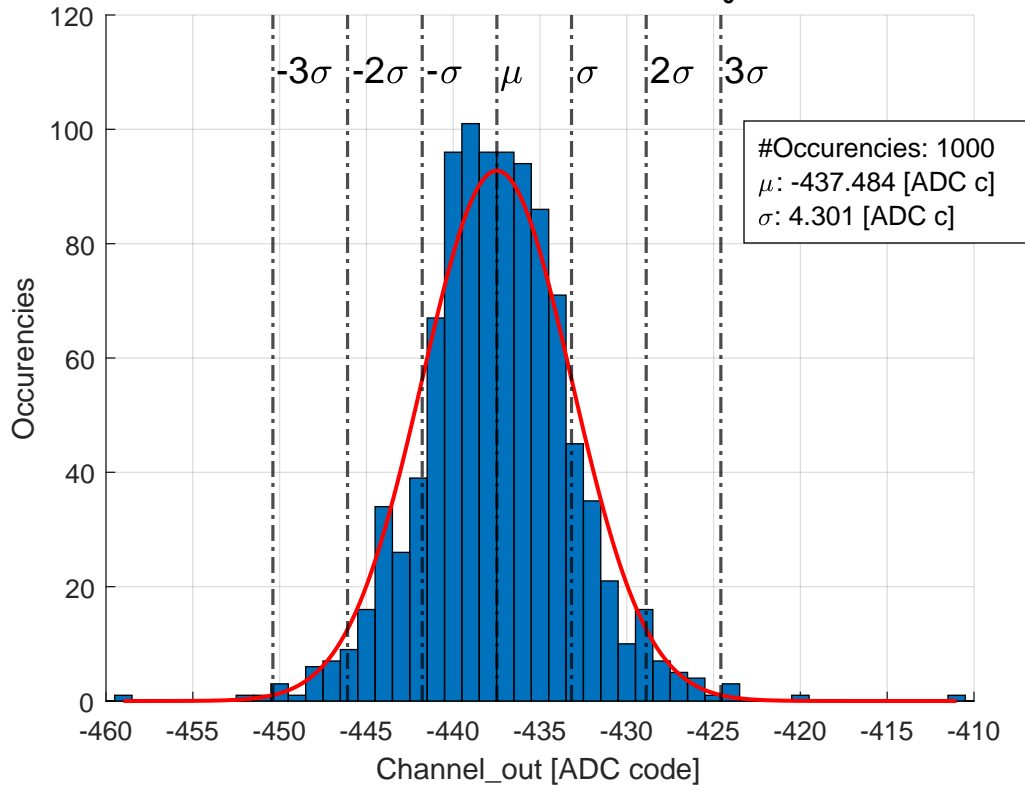 120
100
80
60
40
20
0
Occurencies
-3σ -2σ -σ μ σ 2σ 3σ
#Occurencies: 1000
μ: -437.484 [ADC c]
σ: 4.301 [ADC c]
-460 -455 -450 -445 -440 -435 -430 -425 -420 -415 -410
Channel_out [ADC code]